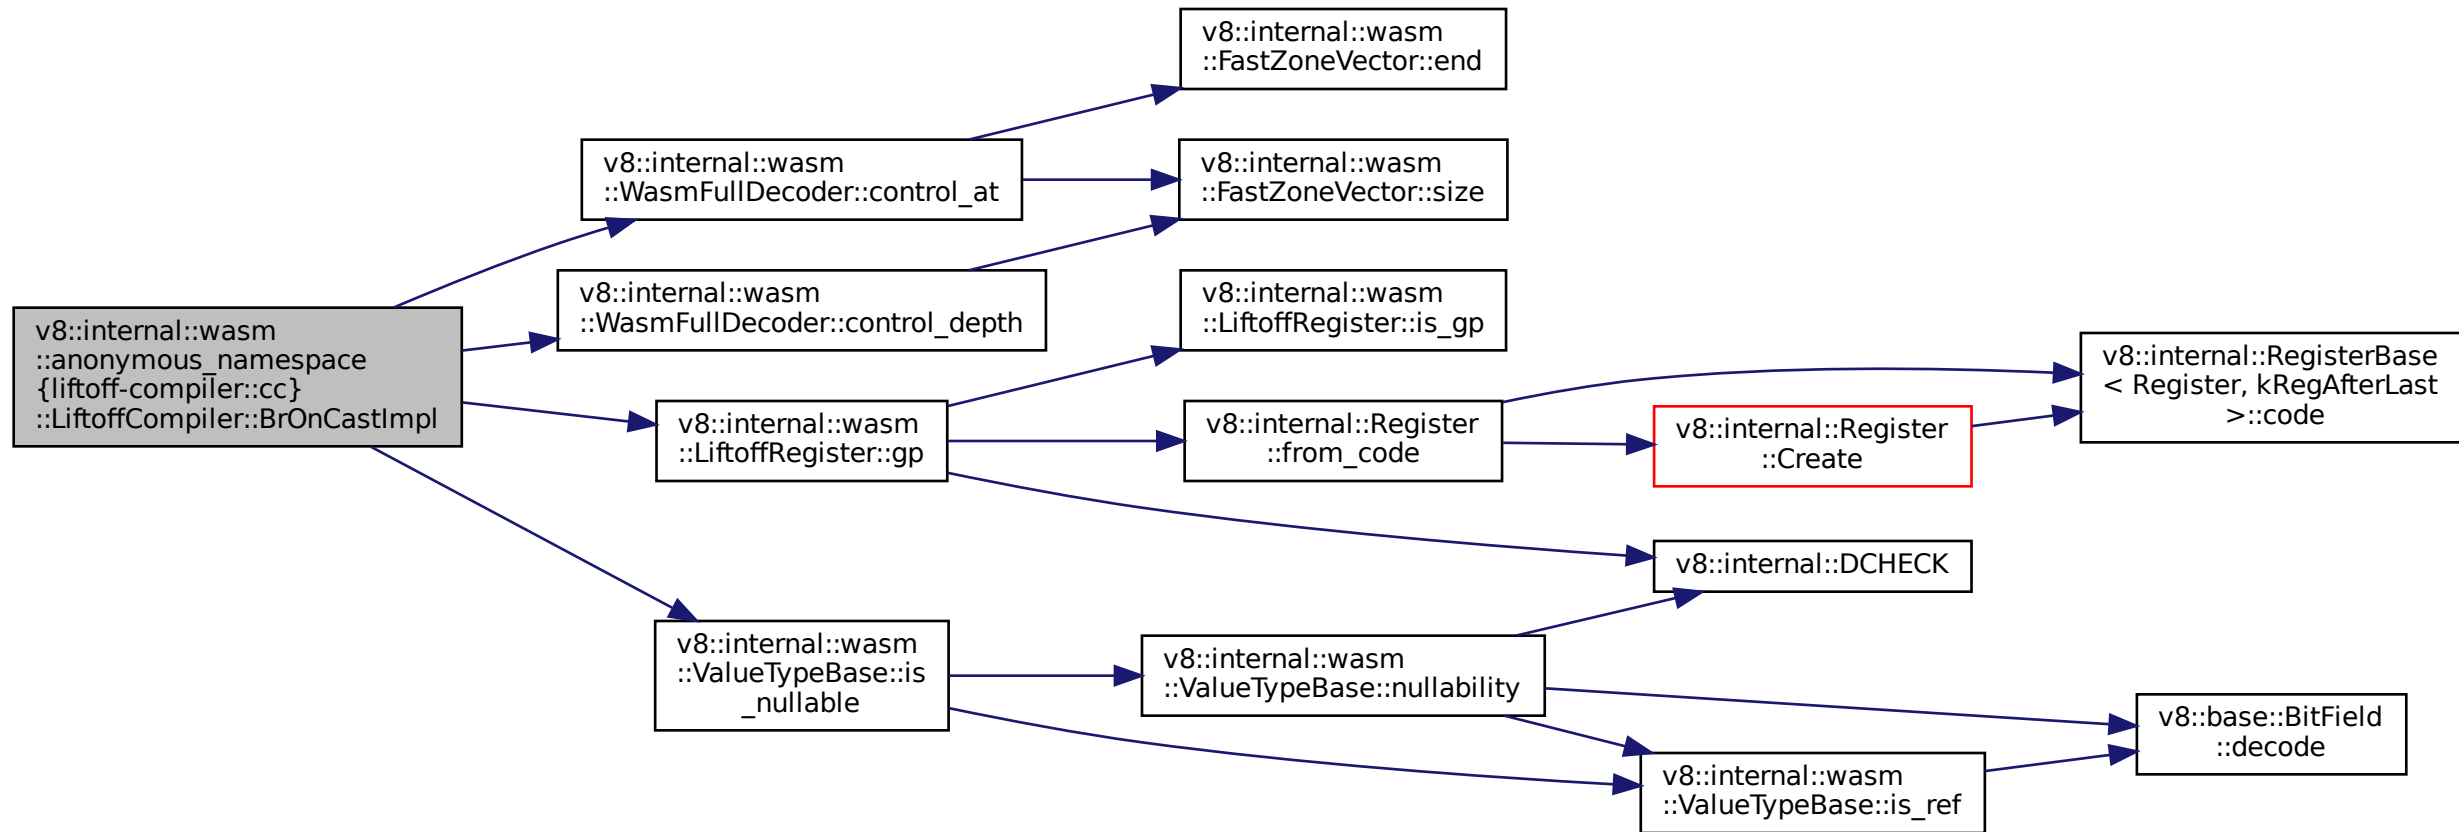 v8::internal::wasm
::anonymous_namespace
{liftoff-compiler::cc}
::LiftoffCompiler::BrOnCastImpl
v8::internal::wasm
::WasmFullDecoder::control_at
v8::internal::wasm
::FastZoneVector::end
v8::internal::wasm
::FastZoneVector::size
v8::internal::wasm
::WasmFullDecoder::control_depth
v8::internal::wasm
::LiftoffRegister::gp
v8::internal::wasm
::LiftoffRegister::is_gp
v8::internal::Register
::from_code
v8::internal::Register
::Create
v8::internal::RegisterBase
< Register, kRegAfterLast
>::code
v8::internal::DCHECK
v8::internal::wasm
::ValueTypeBase::is
_nullable
v8::internal::wasm
::ValueTypeBase::nullability
v8::internal::wasm
::ValueTypeBase::is_ref
v8::base::BitField
::decode